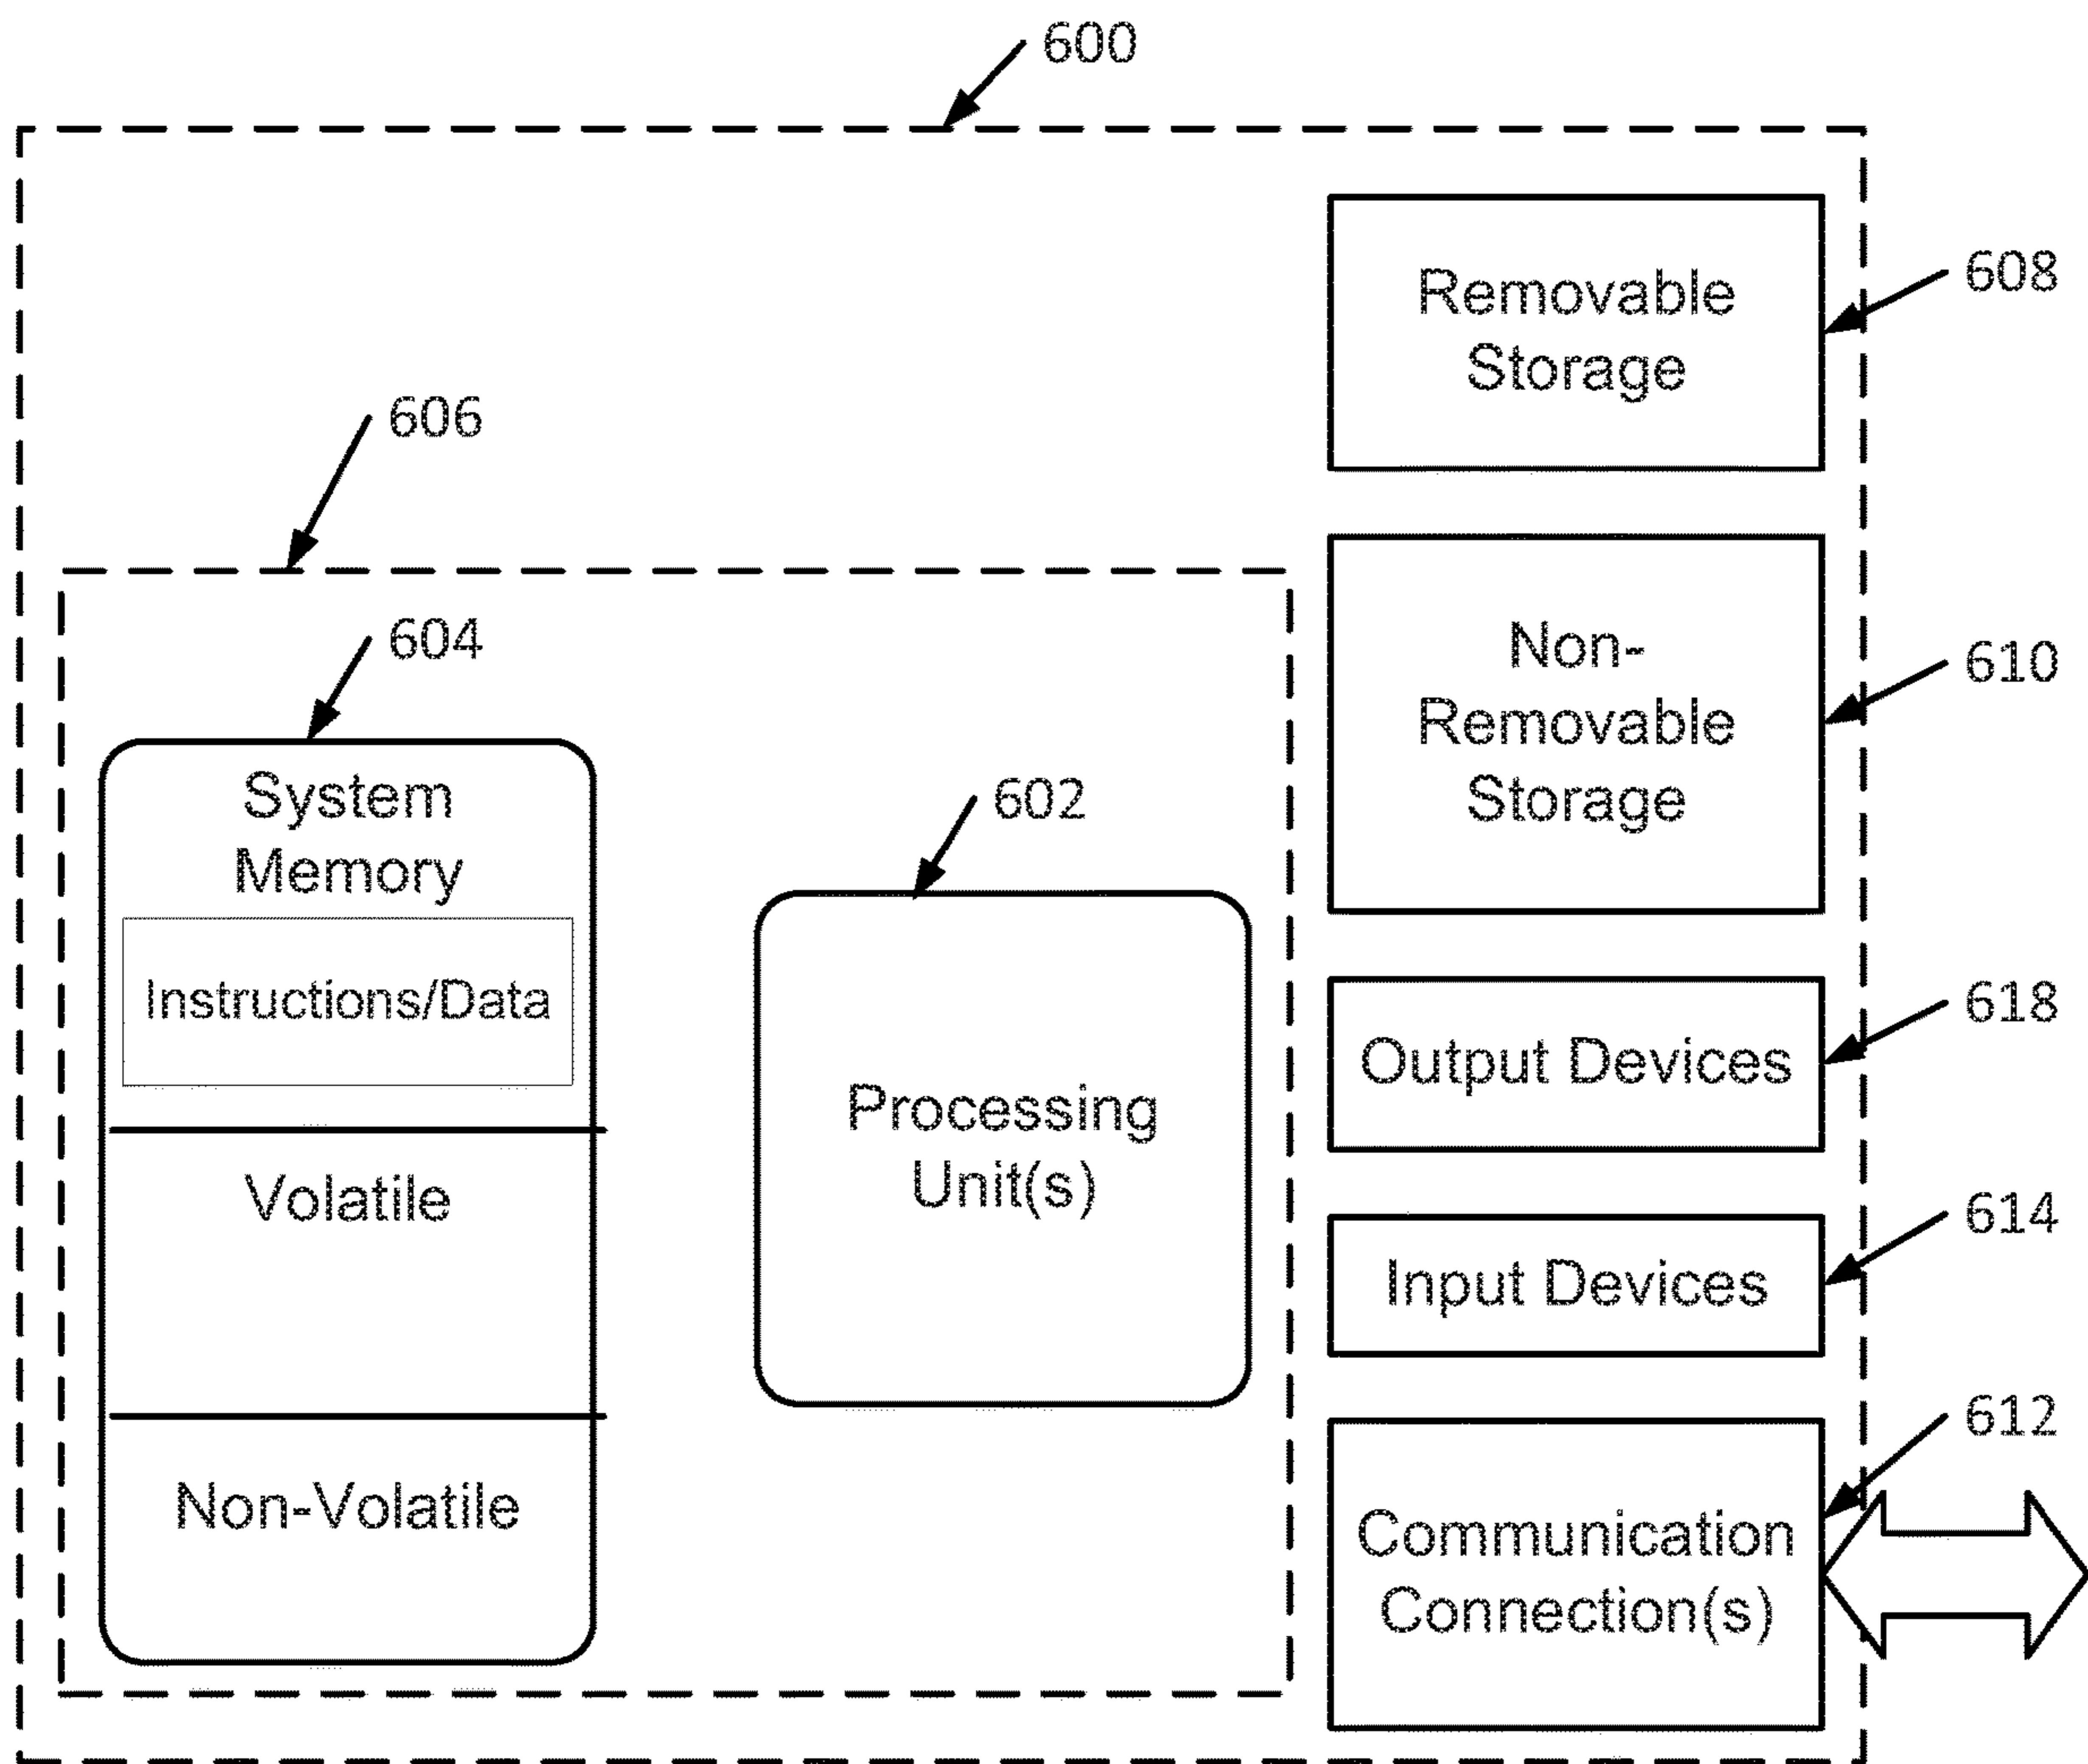 600
Removable
Storage
608
606
Non-
Removable
Storage
610
604
System
Memory
Instructions/Data
Volatile
Non-Volatile
602
Processing
Unit(s)
Output Devices
618
Input Devices
614
612
Communication
Connection(s)